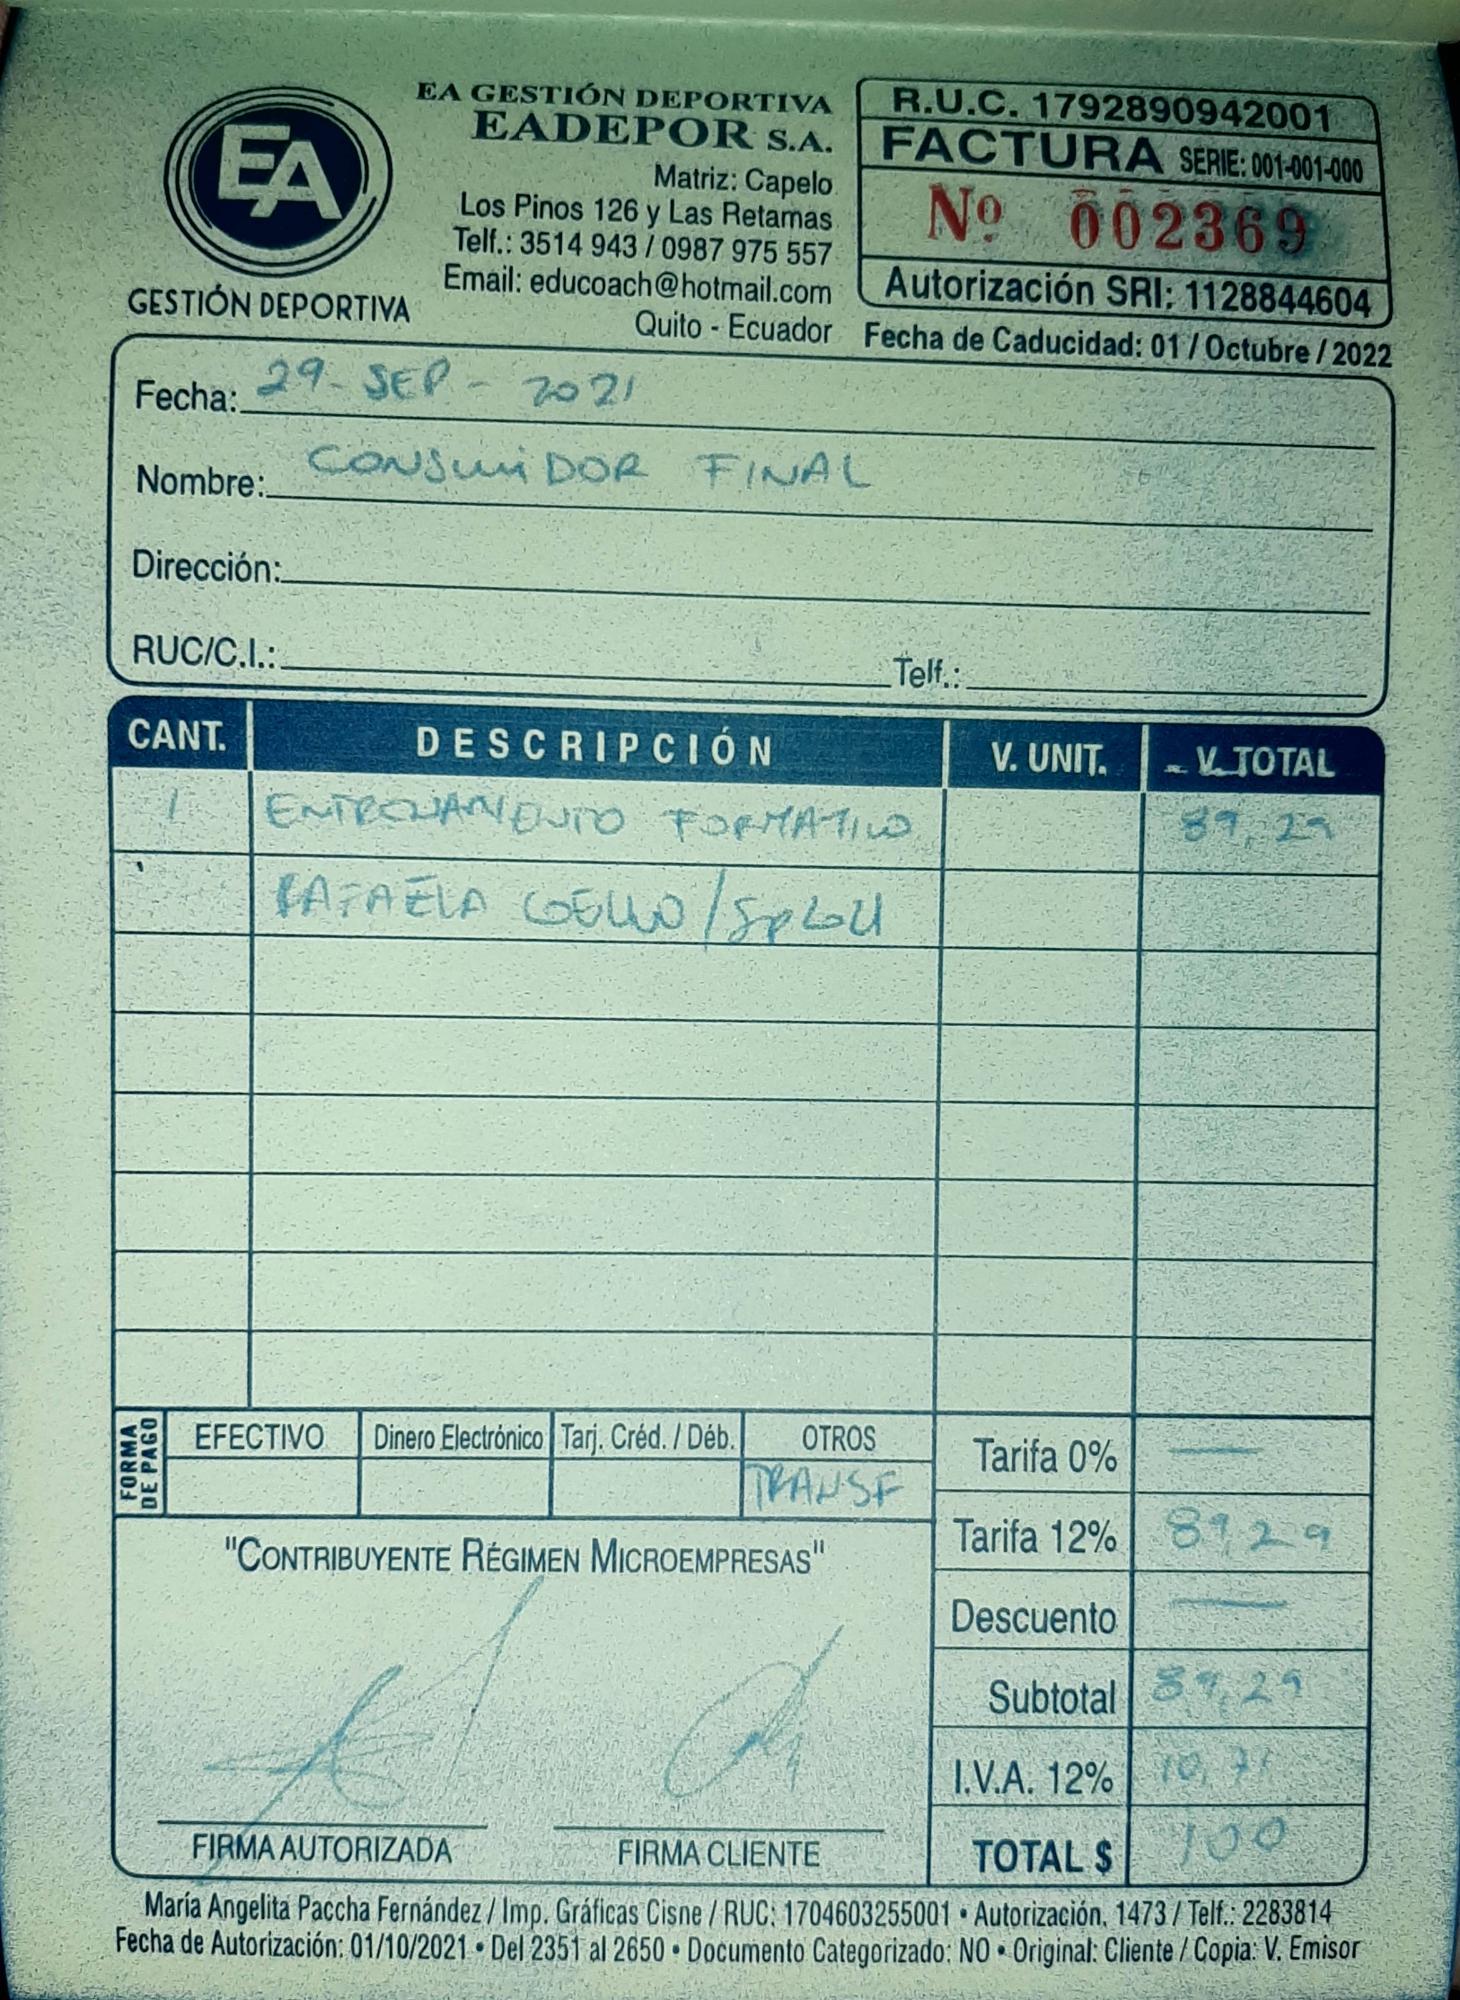 EA
GESTIÓN DEPORTIVA
EA GESTIÓN DEPORTIVA
EADEPOR S.A.
Matriz: Capelo
Los Pinos 126 y Las Retamas
Telf.: 3514 943 / 0987 975 557
Email: educoach@hotmail.com
Quito - Ecuador
R.U.C. 1792890942001
FACTURA SERIE: 001-001-000
Nº 002369
Autorización SRI: 1128844604
Fecha de Caducidad: 01 / Octubre / 2022
Fecha: 29 - SEP - 2021
Nombre: CONSUMIDOR FINAL
Dirección:
RUC/C.I.: Telf.:
CANT. DESCRIPCIÓN V. UNIT. V. TOTAL
1 ENTRENAMIENTO FORMATIVO 89,29
RAFAELA COELLO /
FORMA DE PAGO
EFECTIVO Dinero Electrónico Tarj. Créd. / Déb. OTROS
TRANSF
Tarifa 0% —
Tarifa 12% 89,29
Descuento —
Subtotal 89,29
I.V.A. 12% 10,71
TOTAL $ 100
"CONTRIBUYENTE RÉGIMEN MICROEMPRESAS"
FIRMA AUTORIZADA FIRMA CLIENTE
María Angelita Paccha Fernández / Imp. Gráficas Cisne / RUC: 1704603255001 • Autorización. 1473 / Telf.: 2283814
Fecha de Autorización: 01/10/2021 • Del 2351 al 2650 • Documento Categorizado: NO • Original: Cliente / Copia: V. Emisor